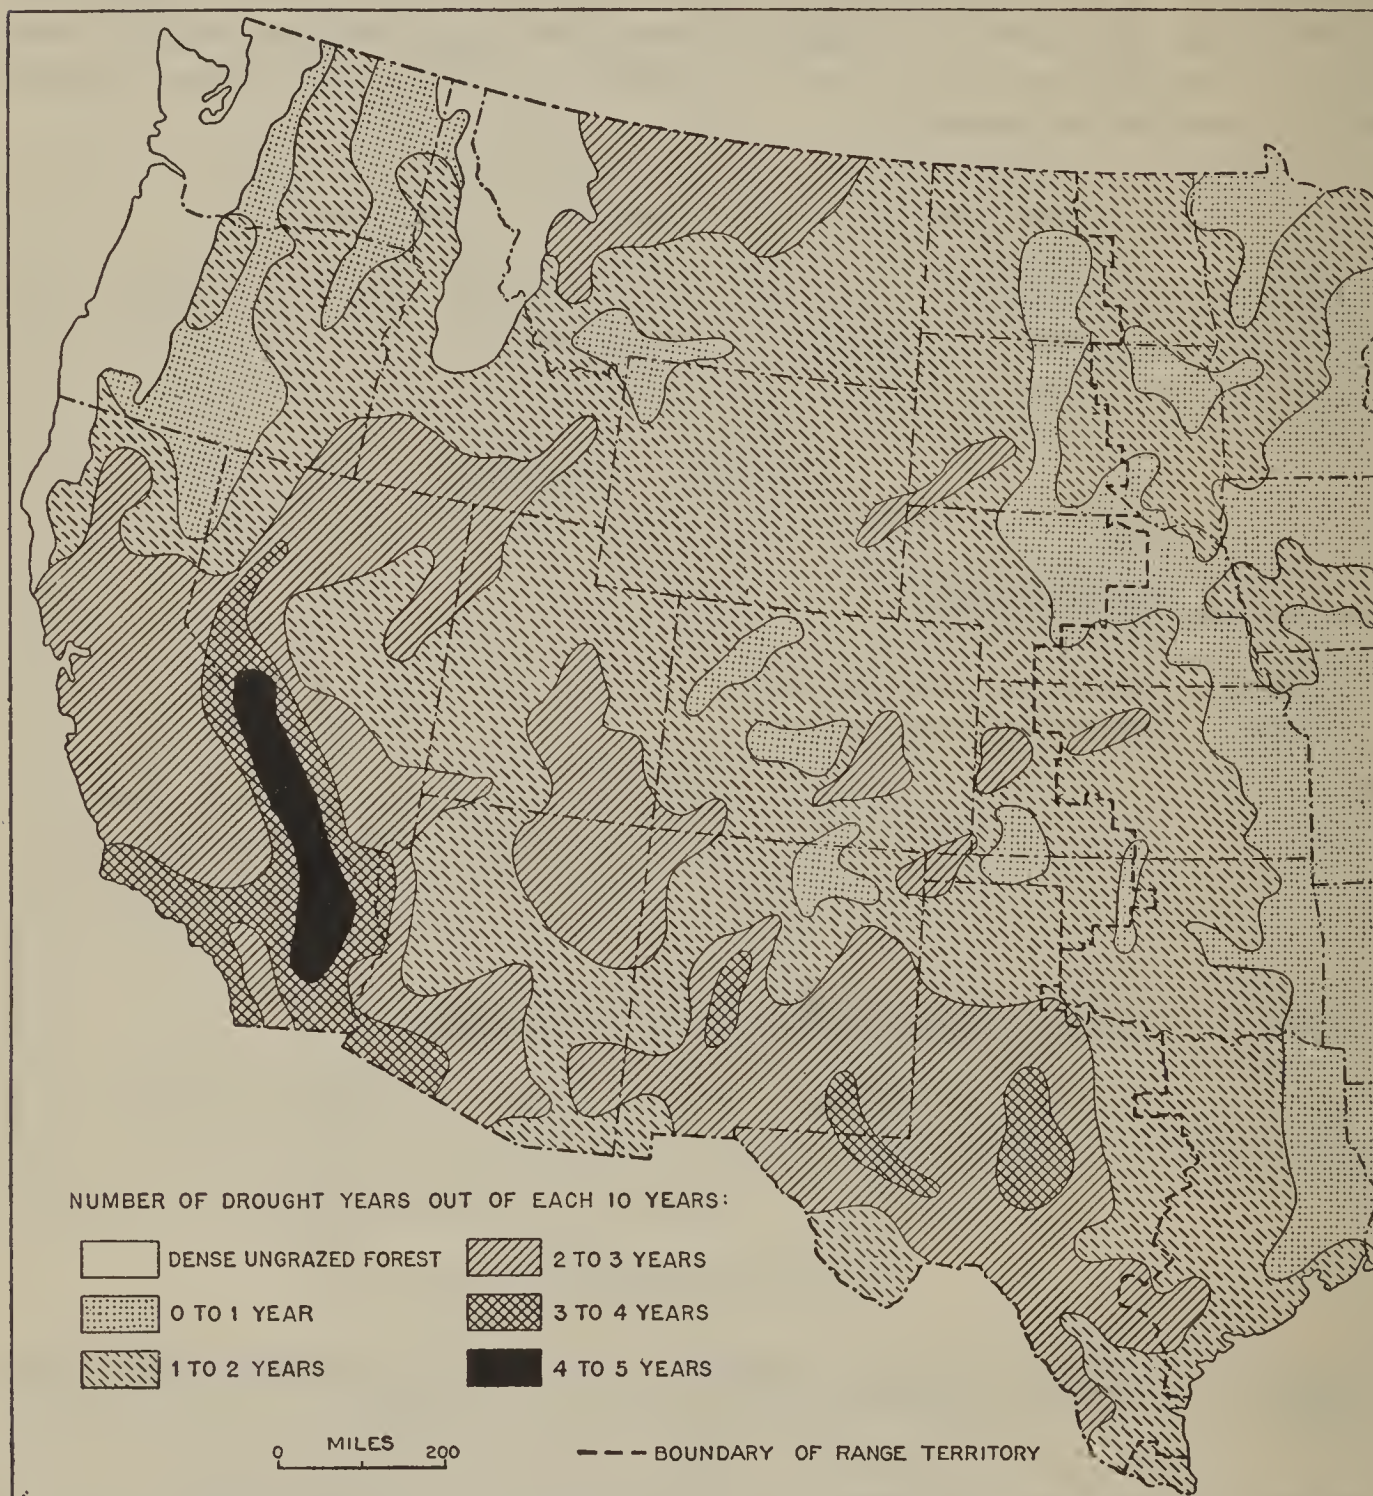 NUMBER OF DROUGHT YEARS OUT OF EACH 10 YEARS:
DENSE UNGRAZED FOREST
0 TO 1 YEAR
1 TO 2 YEARS
2 TO 3 YEARS
3 TO 4 YEARS
4 TO 5 YEARS
MILES
0 200
BOUNDARY OF RANGE TERRITORY